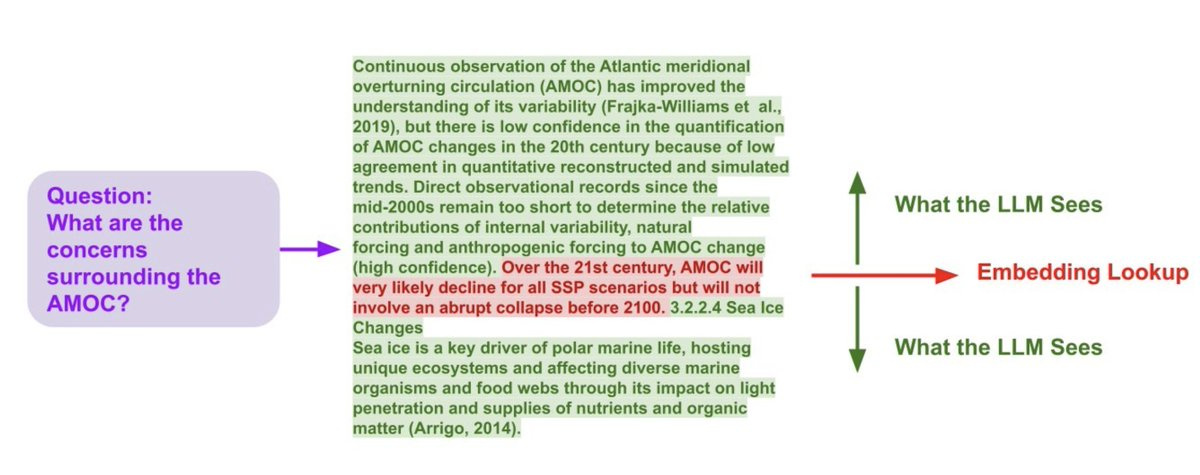 Question:
What are the
concerns
surrounding the
AMOC?
Continuous observation of the Atlantic meridional
overturning circulation (AMOC) has improved the
understanding of its variability (Frajka-Williams et  al.,
2019), but there is low confidence in the quantification
of AMOC changes in the 20th century because of low
agreement in quantitative reconstructed and simulated
trends. Direct observational records since the
mid-2000s remain too short to determine the relative
contributions of internal variability, natural
forcing and anthropogenic forcing to AMOC change
(high confidence). Over the 21st century, AMOC will
very likely decline for all SSP scenarios but will not
involve an abrupt collapse before 2100. 3.2.2.4 Sea Ice
Changes
Sea ice is a key driver of polar marine life, hosting
unique ecosystems and affecting diverse marine
organisms and food webs through its impact on light
penetration and supplies of nutrients and organic
matter (Arrigo, 2014).
What the LLM Sees
Embedding Lookup
What the LLM Sees